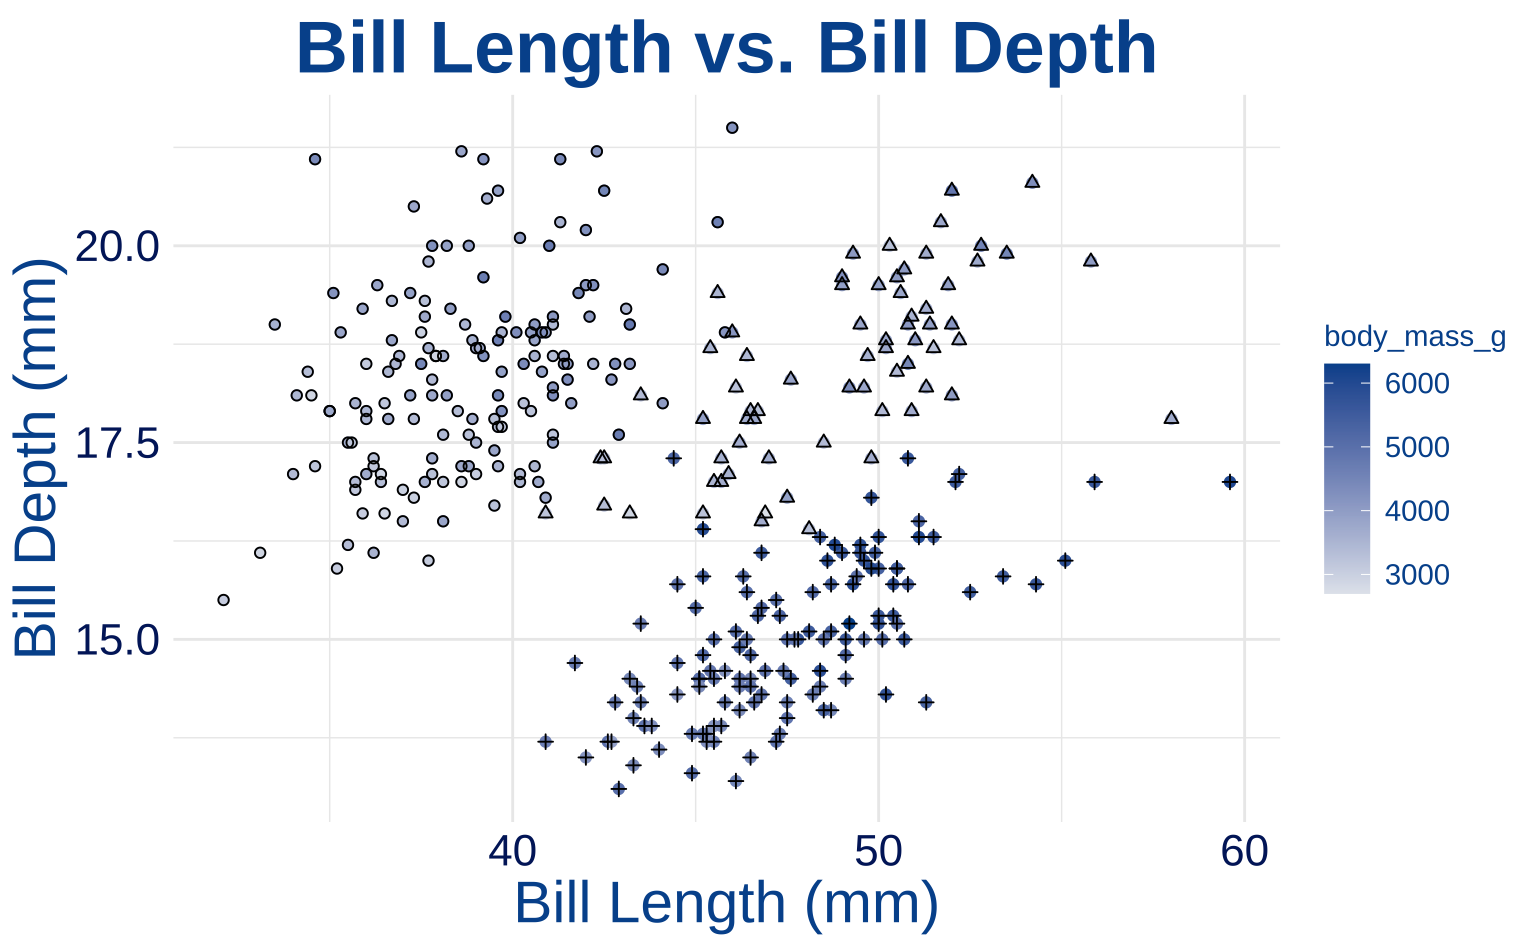 Bill Length vs. Bill Depth
Bill Depth (mm)
20.0
17.5
15.0
40
50
60
Bill Length (mm)
body_mass_g
6000
5000
4000
3000